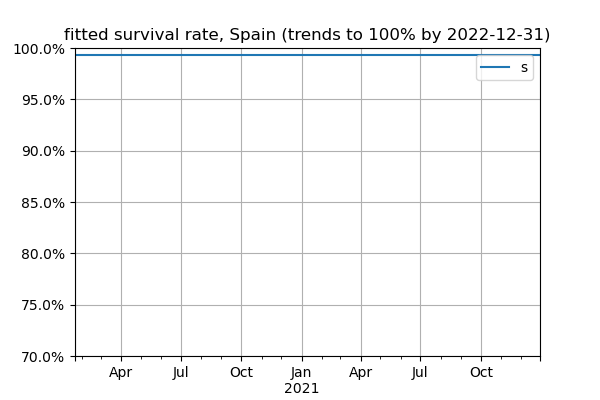 fitted survival rate, Spain (trends to 100% by 2022-12-31)
100.0%
s
95.0%
90.0%
85.0%
80.0%
75.0%
70.0%
Apr Jul Oct Jan Apr Jul Oct
2021